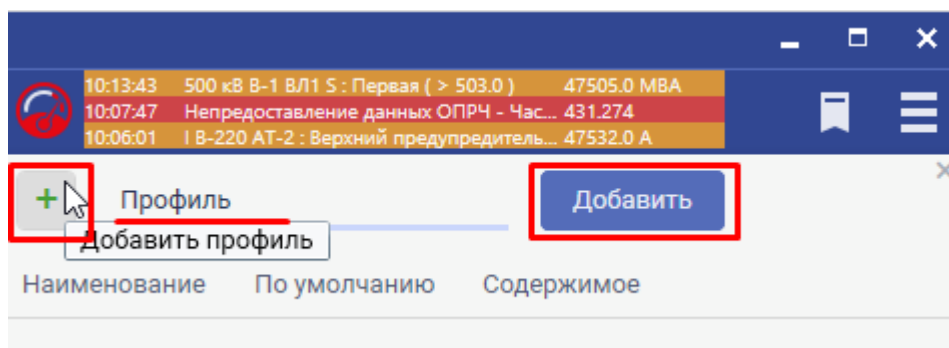 10:13:43 500 кВ В-1 ВЛ1 S : Первая ( > 503.0 ) 47505.0 МВА
10:07:47 Непредоставление данных ОПРЧ - Час... 431.274
10:06:01 I В-220 АТ-2 : Верхний предупредитель... 47532.0 А
+ Профиль Добавить
Добавить профиль
Наименование По умолчанию Содержимое